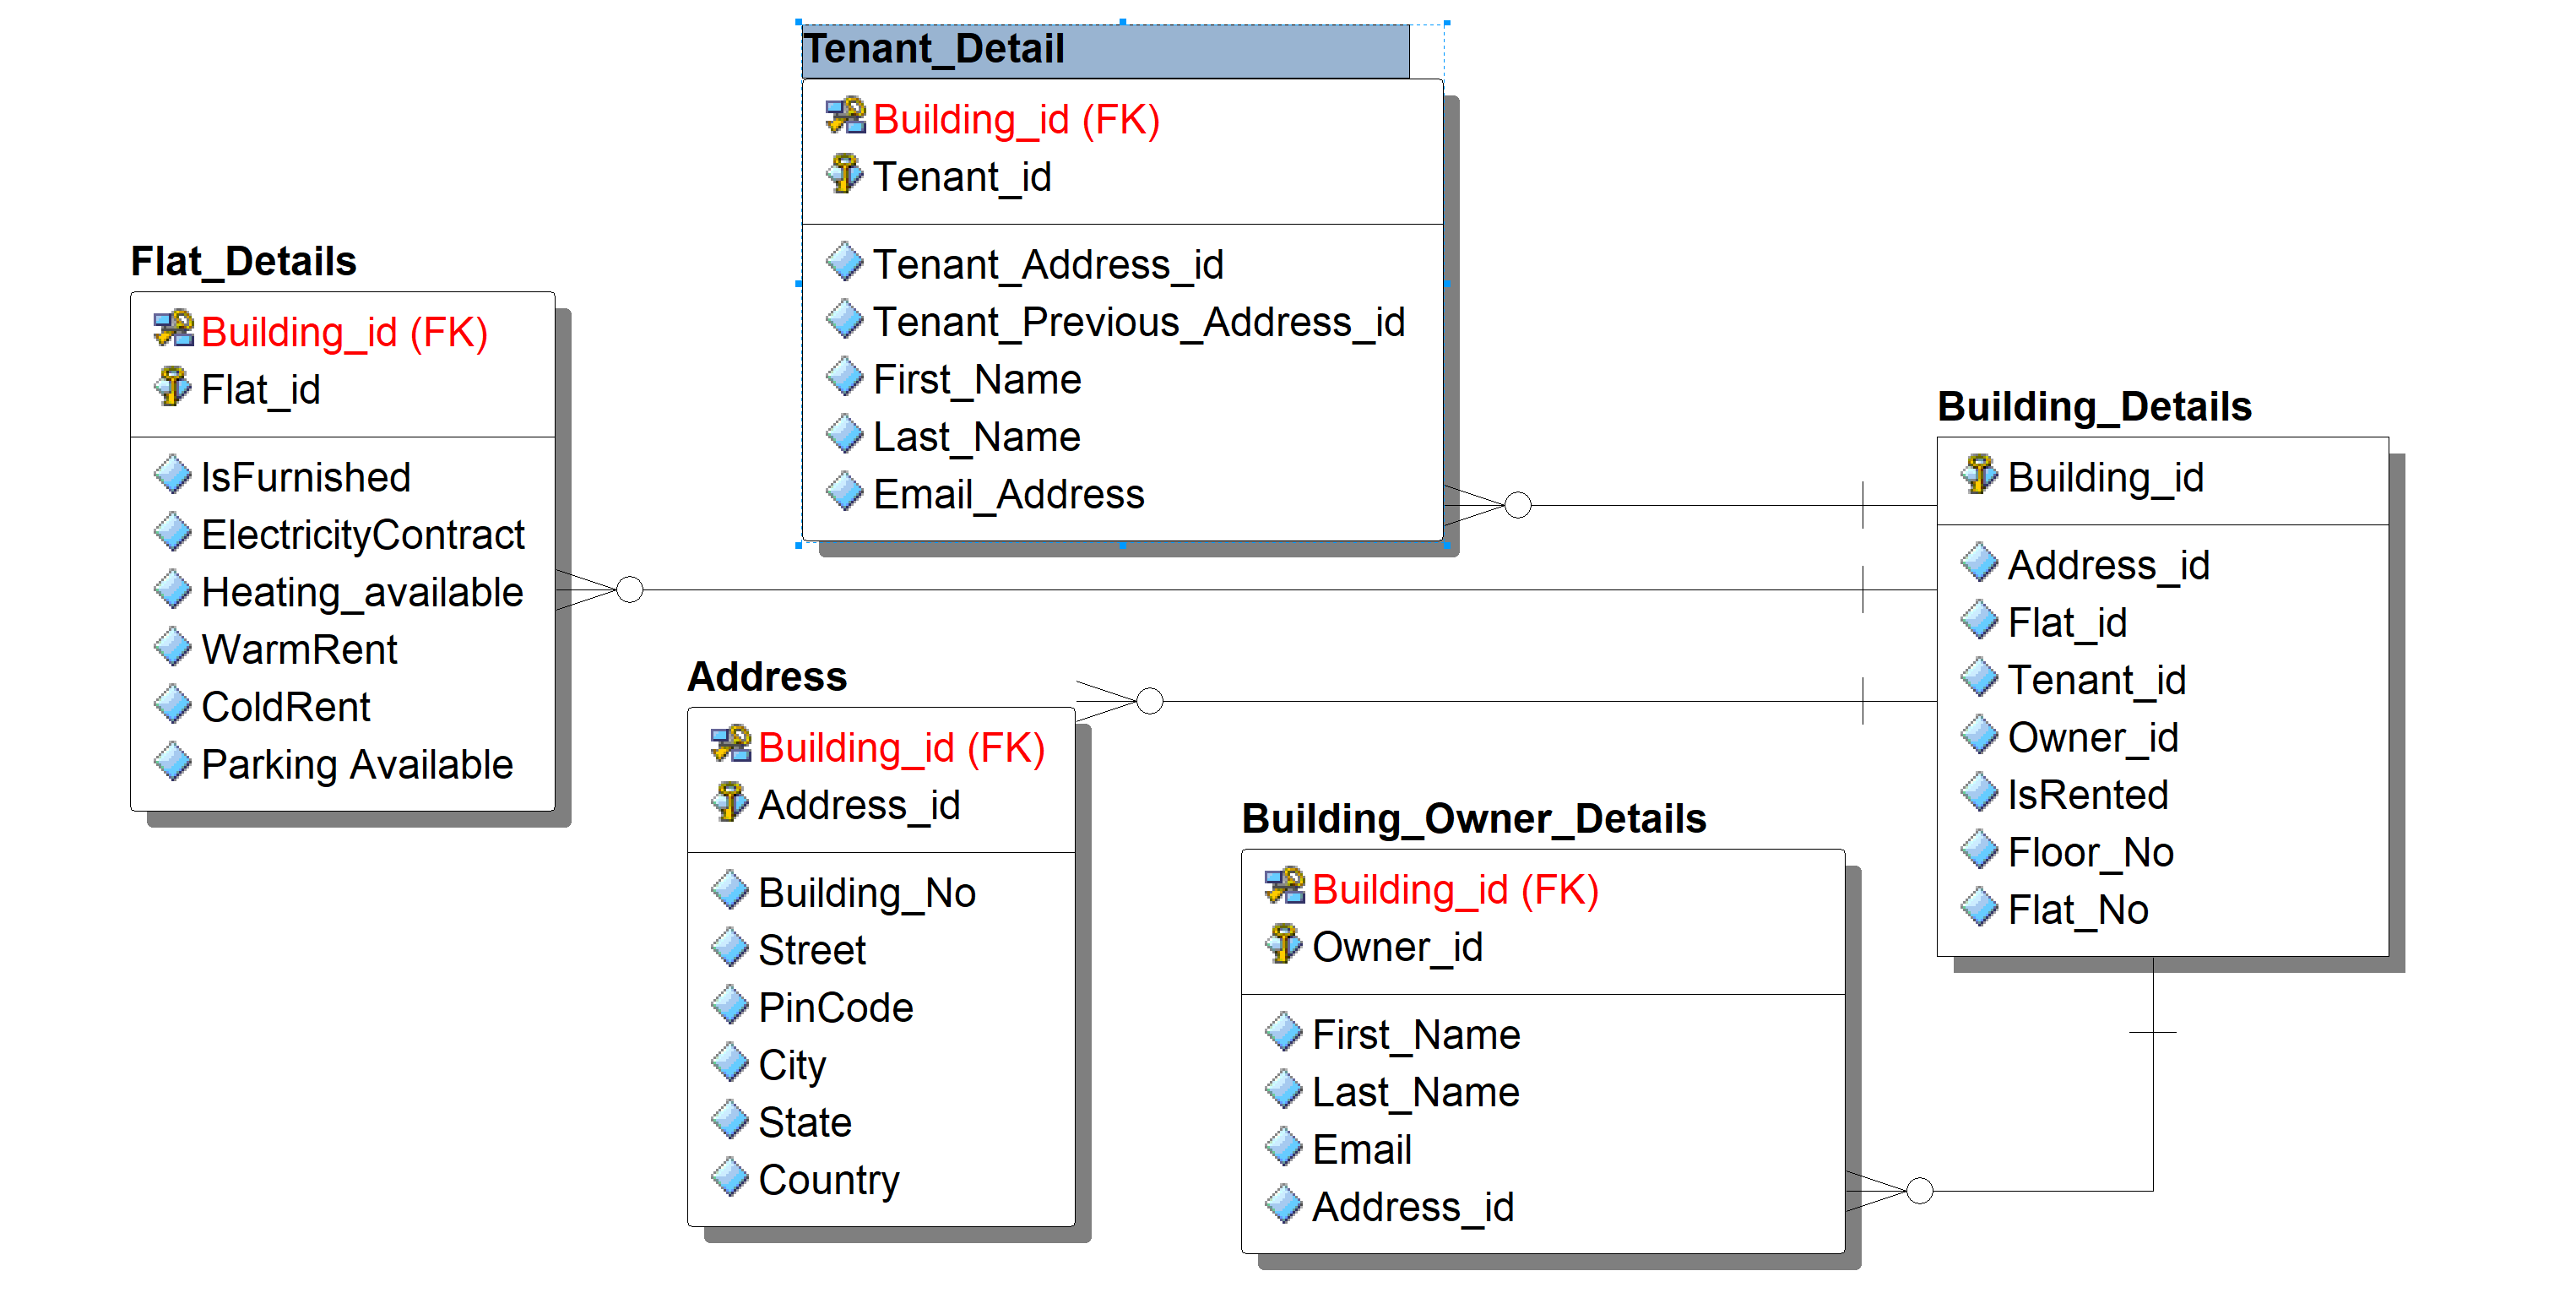 Tenant_Detail
Building_id (FK)
Tenant_id
Tenant_Address_id
Tenant_Previous_Address_id
First_Name
Last_Name
Email_Address
Flat_Details
Building_id (FK)
Flat_id
IsFurnished
ElectricityContract
Heating_available
WarmRent
ColdRent
Parking Available
Building_Details
Building_id
Address_id
Flat_id
Tenant_id
Owner_id
IsRented
Floor_No
Flat_No
Address
Building_id (FK)
Address_id
Building_No
Street
PinCode
City
State
Country
Building_Owner_Details
Building_id (FK)
Owner_id
First_Name
Last_Name
Email
Address_id